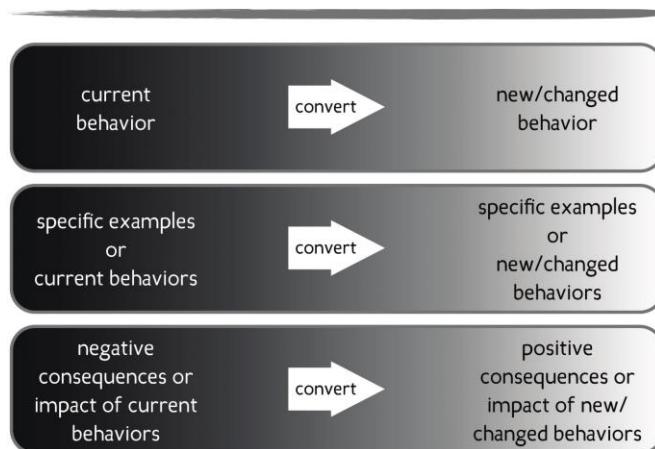 current
behavior
convert
new/changed
behavior
specific examples
or
current behaviors
convert
specific examples
or
new/changed
behaviors
negative
consequences or
impact of current
behaviors
convert
positive
consequences or
impact of new/
changed behaviors